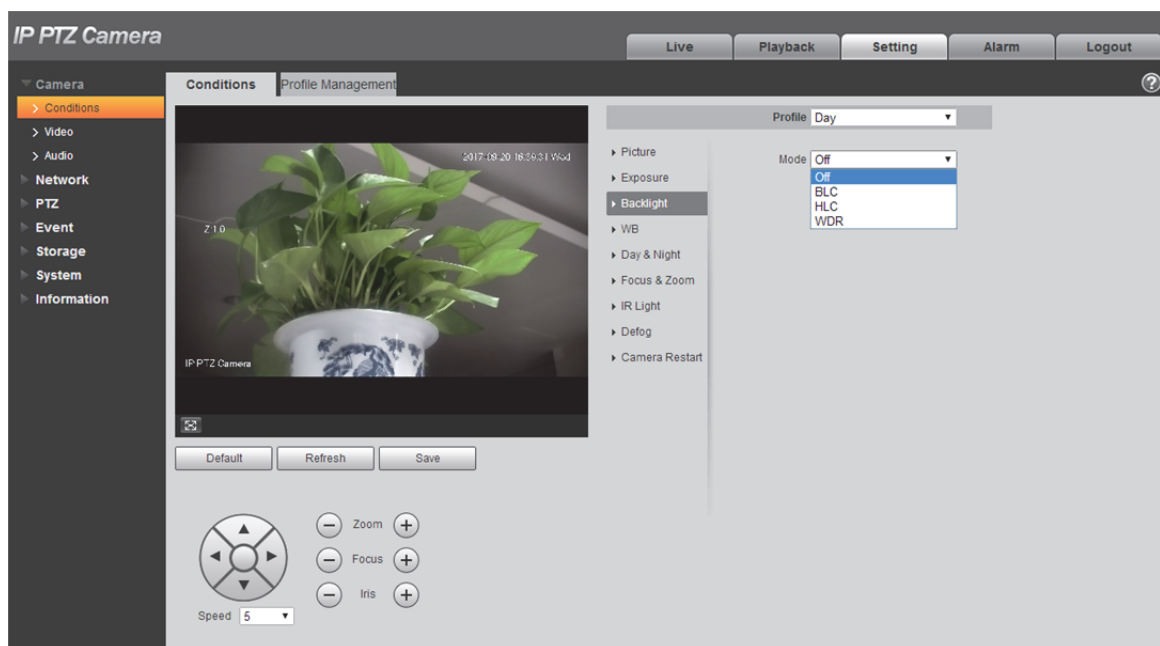 IP PTZ Camera
Live Playback Setting Alarm Logout
Camera
Conditions
Video
Audio
Network
PTZ
Event
Storage
System
Information
Conditions Profile Management
2017-09-20 16:39:31 Wed
Z:1.0
IP PTZ Camera
Default Refresh Save
Zoom
Focus
Iris
Speed 5
Profile Day
Picture
Exposure
Backlight
WB
Day & Night
Focus & Zoom
IR Light
Defog
Camera Restart
Mode Off
Off
BLC
HLC
WDR